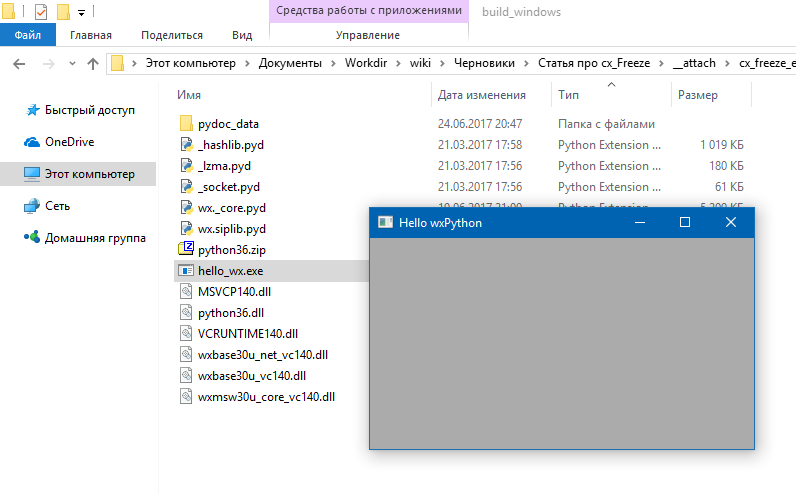 Средства работы с приложениями build_windows
Файл Главная Поделиться Вид Управление
Этот компьютер Документы Workdir wiki Черновики Статья про cx_Freeze __attach cx_freeze_e
Быстрый доступ
OneDrive
Этот компьютер
Сеть
Домашняя группа
Имя Дата изменения Тип Размер
pydoc_data 24.06.2017 20:47 Папка с файлами
_hashlib.pyd 21.03.2017 17:58 Python Extension ... 1 019 КБ
_lzma.pyd 21.03.2017 17:56 Python Extension ... 180 КБ
_socket.pyd 21.03.2017 17:56 Python Extension ... 61 КБ
wx._core.pyd
wx.siplib.pyd
python36.zip
hello_wx.exe
MSVCP140.dll
python36.dll
VCRUNTIME140.dll
wxbase30u_net_vc140.dll
wxbase30u_vc140.dll
wxmsw30u_core_vc140.dll
Hello wxPython